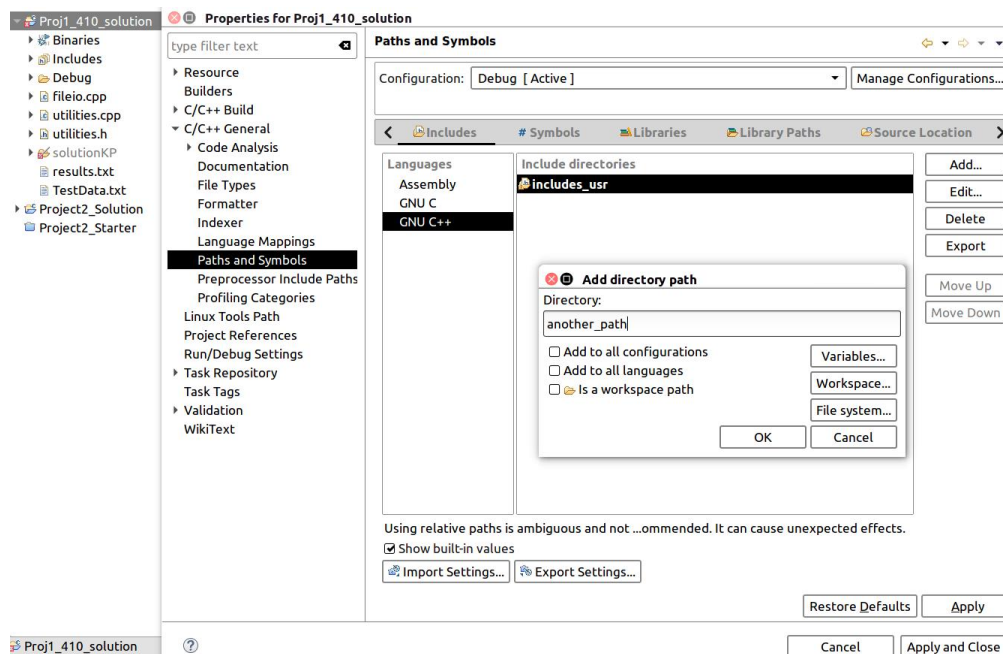 Proj1_410_solution
Binaries
Includes
Debug
fileio.cpp
utilities.cpp
utilities.h
solutionKP
results.txt
TestData.txt
Project2_Solution
Project2_Starter
Proj1_410_solution
Properties for Proj1_410_solution
type filter text
Resource
Builders
C/C++ Build
C/C++ General
Code Analysis
Documentation
File Types
Formatter
Indexer
Language Mappings
Paths and Symbols
Preprocessor Include Paths
Profiling Categories
Linux Tools Path
Project References
Run/Debug Settings
Task Repository
Task Tags
Validation
WikiText
Paths and Symbols
Configuration: Debug [ Active ] Manage Configurations...
Includes # Symbols Libraries Library Paths Source Location
Languages
Assembly
GNU C
GNU C++
Include directories
includes_usr
Add...
Edit...
Delete
Export
Move Up
Move Down
Add directory path
Directory:
another_path
Add to all configurations
Add to all languages
Is a workspace path
Variables...
Workspace...
File system...
OK Cancel
Using relative paths is ambiguous and not ...ommended. It can cause unexpected effects.
Show built-in values
Import Settings... Export Settings...
Restore Defaults Apply
Cancel Apply and Close